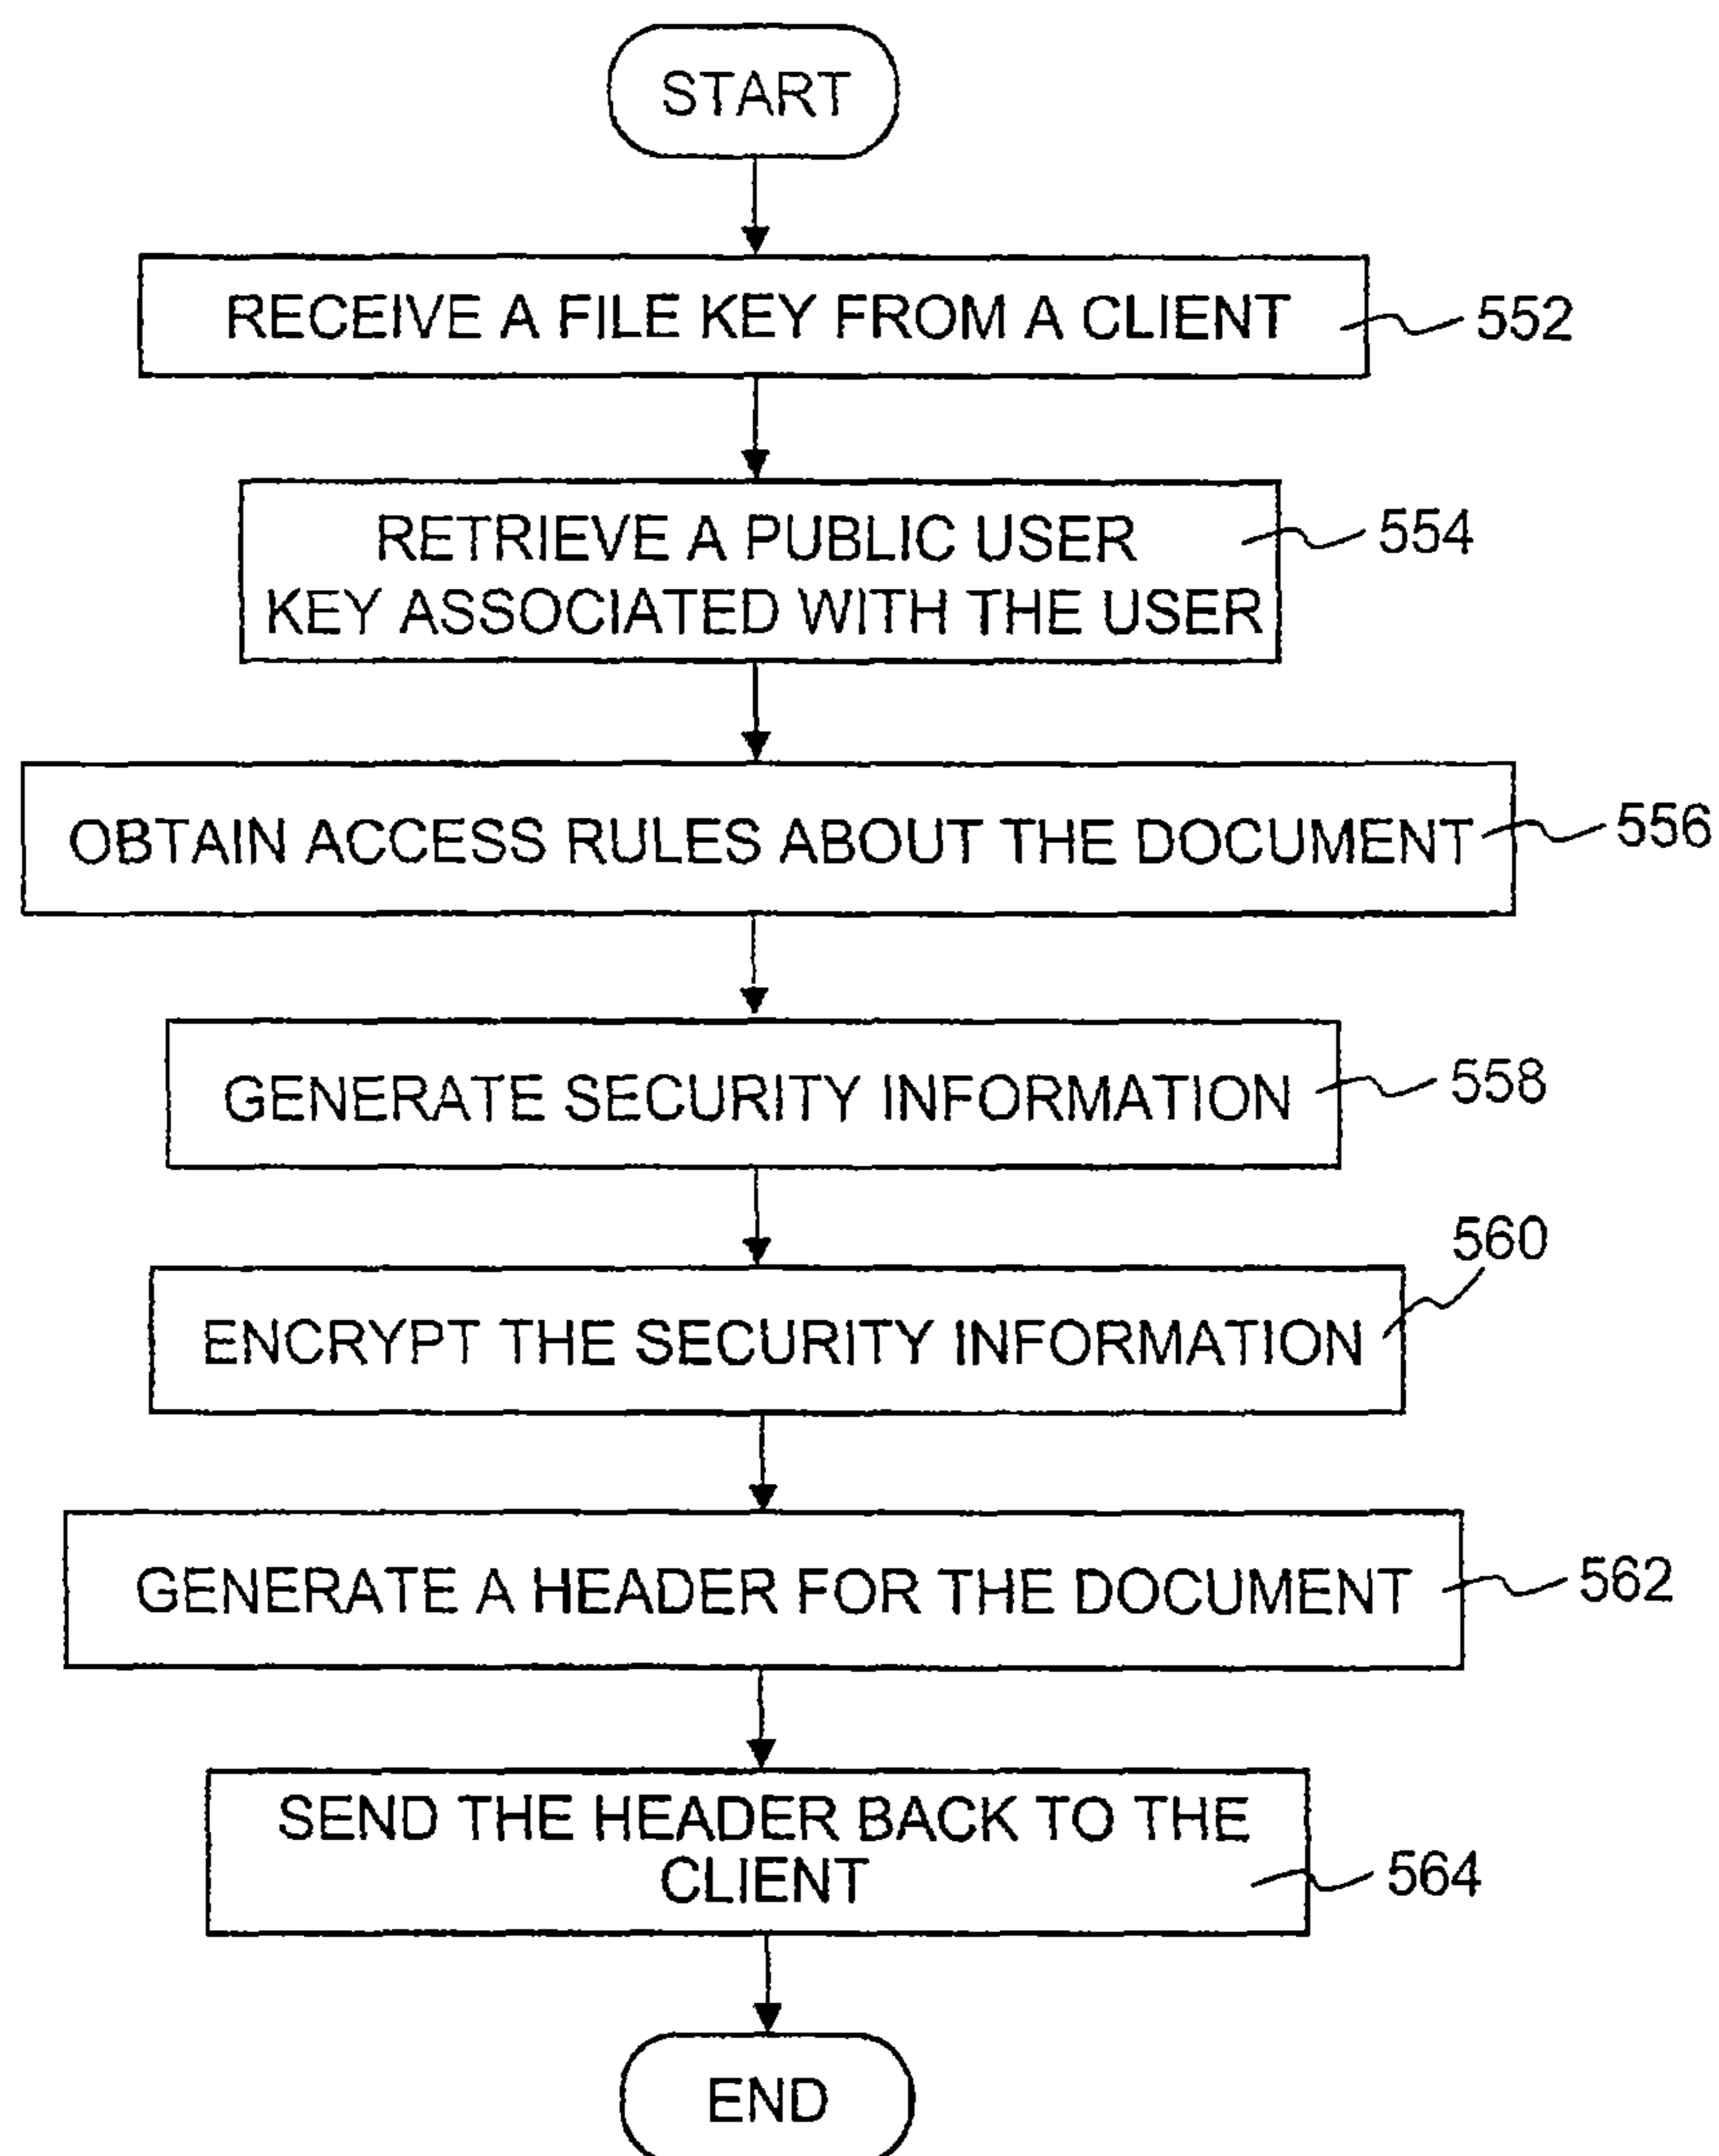 START
RECEIVE A FILE KEY FROM A CLIENT
552
RETRIEVE A PUBLIC USER
KEY ASSOCIATED WITH THE USER
554
OBTAIN ACCESS RULES ABOUT THE DOCUMENT
556
GENERATE SECURITY INFORMATION
558
560
ENCRYPT THE SECURITY INFORMATION
GENERATE A HEADER FOR THE DOCUMENT
562
SEND THE HEADER BACK TO THE
CLIENT
564
END